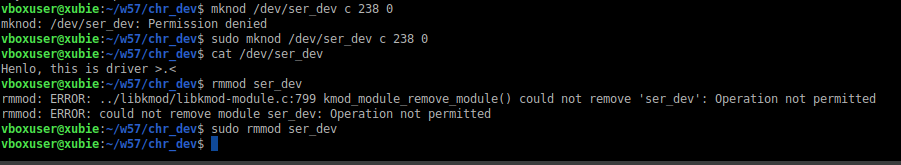 vboxuser@xubie:~/w57/chr_dev$ mknod /dev/ser_dev c 238 0
mknod: /dev/ser_dev: Permission denied
vboxuser@xubie:~/w57/chr_dev$ sudo mknod /dev/ser_dev c 238 0
vboxuser@xubie:~/w57/chr_dev$ cat /dev/ser_dev
Henlo, this is driver >.<
vboxuser@xubie:~/w57/chr_dev$ rmmod ser_dev
rmmod: ERROR: ../libkmod/libkmod-module.c:799 kmod_module_remove_module() could not remove 'ser_dev': Operation not permitted
rmmod: ERROR: could not remove module ser_dev: Operation not permitted
vboxuser@xubie:~/w57/chr_dev$ sudo rmmod ser_dev
vboxuser@xubie:~/w57/chr_dev$